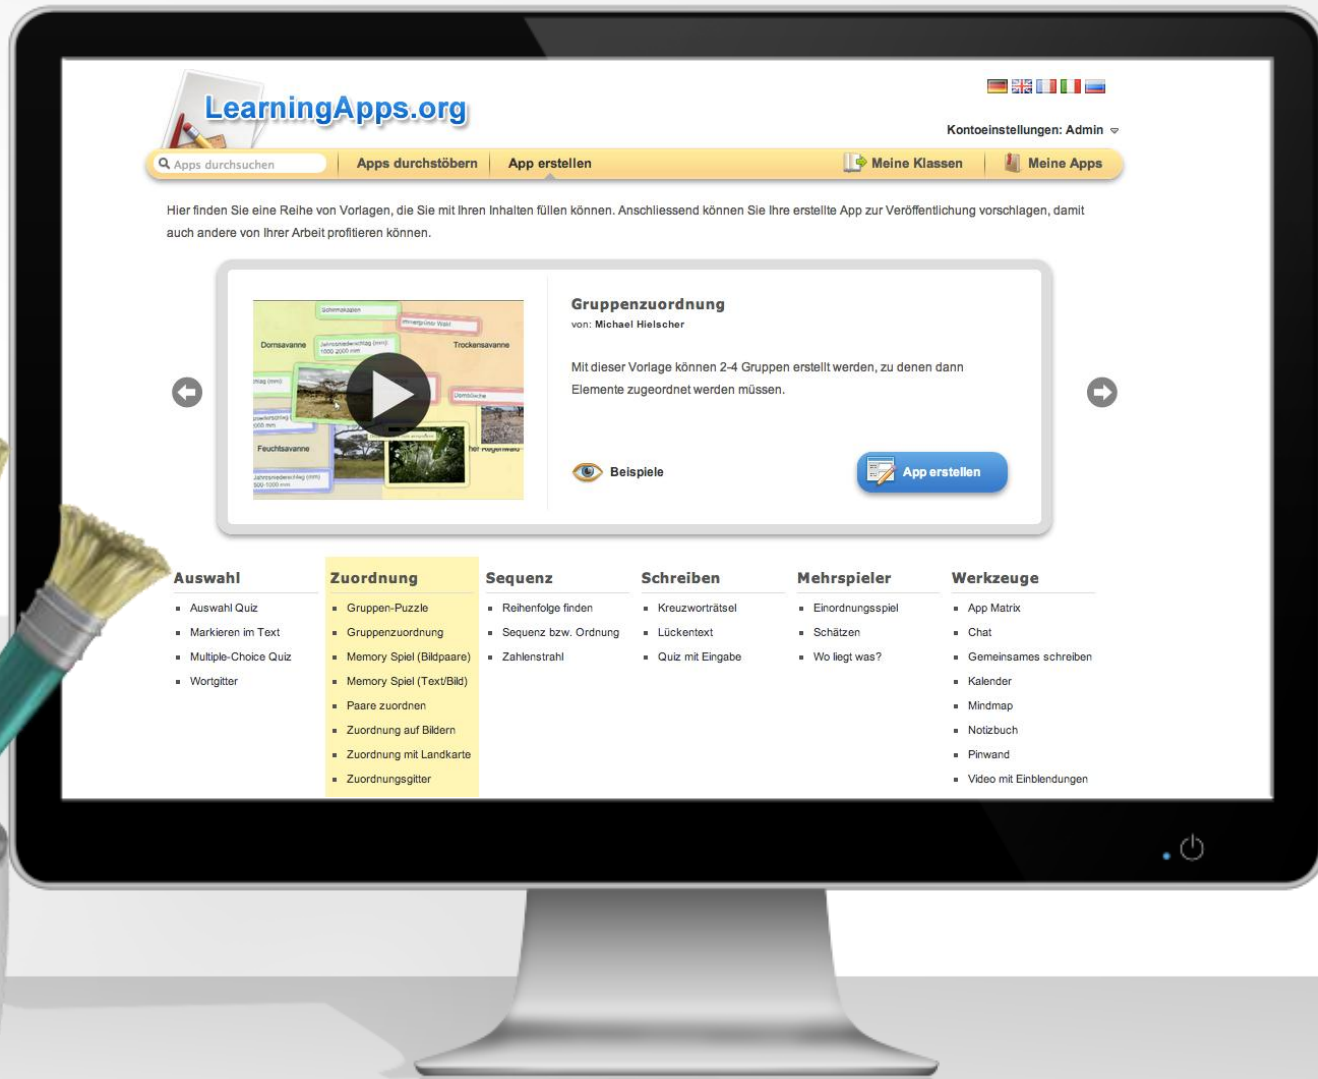 LearningApps.org
Kontoeinstellungen: Admin
Apps durchsuchen
Apps durchstöbern
App erstellen
Meine Klassen
Meine Apps
Hier finden Sie eine Reihe von Vorlagen, die Sie mit Ihren Inhalten füllen können. Anschliessend können Sie Ihre erstellte App zur Veröffentlichung vorschlagen, damit
auch andere von Ihrer Arbeit profitieren können.
Dornsavanne
Trockensavanne
Feuchtsavanne
Gruppenzuordnung
von: Michael Hielscher
Mit dieser Vorlage können 2-4 Gruppen erstellt werden, zu denen dann
Elemente zugeordnet werden müssen.
Beispiele
App erstellen
Auswahl
Auswahl Quiz
Markieren im Text
Multiple-Choice Quiz
Wortgitter
Zuordnung
Gruppen-Puzzle
Gruppenzuordnung
Memory Spiel (Bildpaare)
Memory Spiel (Text/Bild)
Paare zuordnen
Zuordnung auf Bildern
Zuordnung mit Landkarte
Zuordnungsgitter
Sequenz
Reihenfolge finden
Sequenz bzw. Ordnung
Zahlenstrahl
Schreiben
Kreuzworträtsel
Lückentext
Quiz mit Eingabe
Mehrspieler
Einordnungsspiel
Schätzen
Wo liegt was?
Werkzeuge
App Matrix
Chat
Gemeinsames schreiben
Kalender
Mindmap
Notizbuch
Pinwand
Video mit Einblendungen